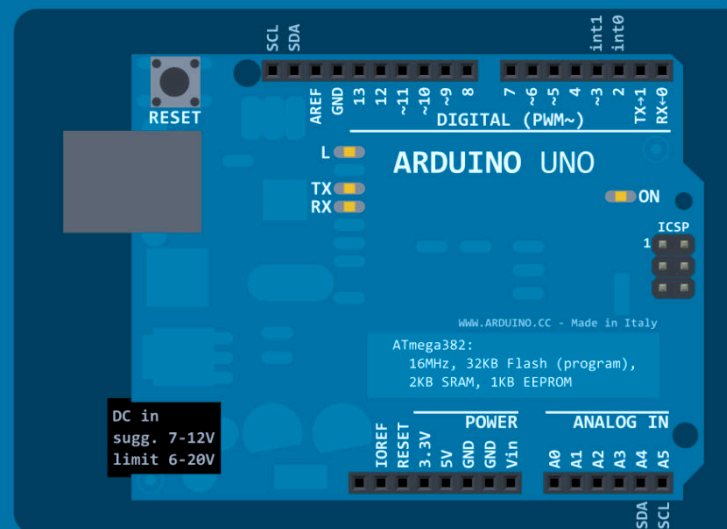 SCL
SDA
int1
int0
RESET
AREF
GND
13
12
~11
~10
~9
8
7
~6
~5
4
~3
2
TX→1
RX←0
DIGITAL (PWM~)
L
TX
RX
ARDUINO UNO
ON
ICSP
1
WWW.ARDUINO.CC - Made in Italy
ATmega382:
16MHz, 32KB Flash (program),
2KB SRAM, 1KB EEPROM
DC in
sugg. 7-12V
limit 6-20V
POWER
ANALOG IN
IOREF
RESET
3.3V
5V
GND
GND
Vin
A0
A1
A2
A3
A4
A5
SDA
SCL